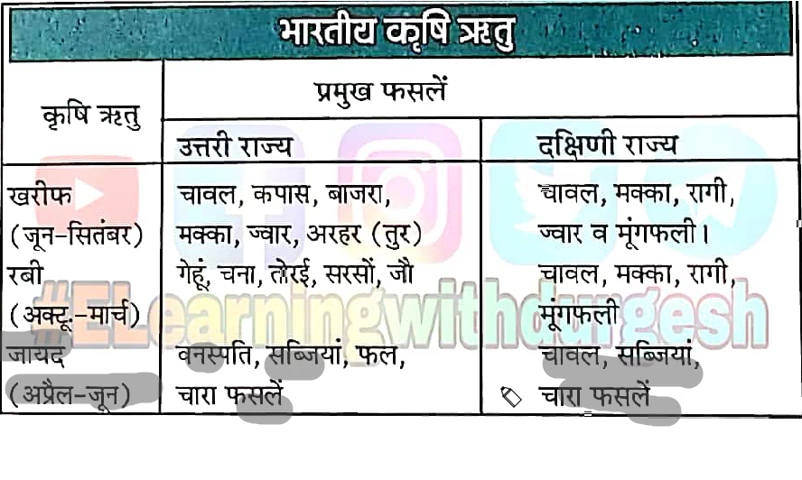 भारतीय कृषि ऋतु
कृषि ऋतु
प्रमुख फसलें
उत्तरी राज्य दक्षिणी राज्य
खरीफ चावल, कपास, बाजरा, चावल, मक्का, रागी,
(जून-सितंबर) मक्का, ज्वार, अरहर (तुर) ज्वार व मूंगफली।
रबी गेहूं, चना, तोरई, सरसों, जौ चावल, मक्का, रागी,
(अक्टू.-मार्च) मूंगफली
जायद वनस्पति, सब्जियां, फल, चावल, सब्जियां,
(अप्रैल-जून) चारा फसलें चारा फसलें
#ELearningwithdurgesh